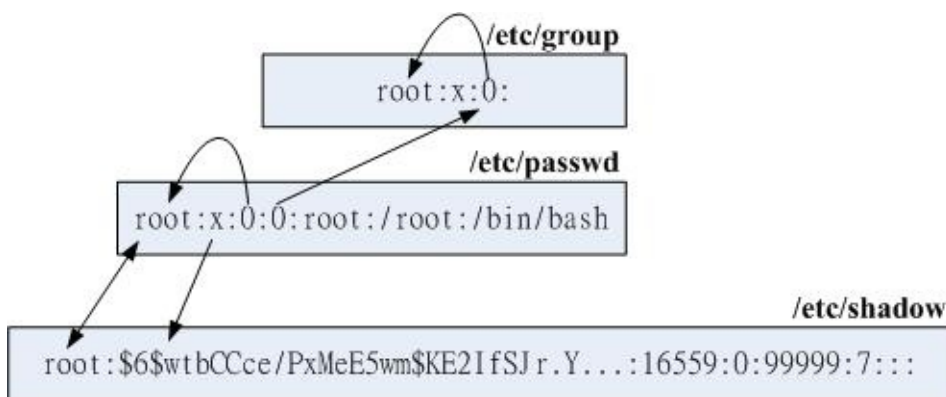 /etc/group
root:x:0:
/etc/passwd
root:x:0:0:root:/root:/bin/bash
/etc/shadow
root:$6$wtbCCce/PxMeE5wm$KE2IfSJr.Y...:16559:0:99999:7:::